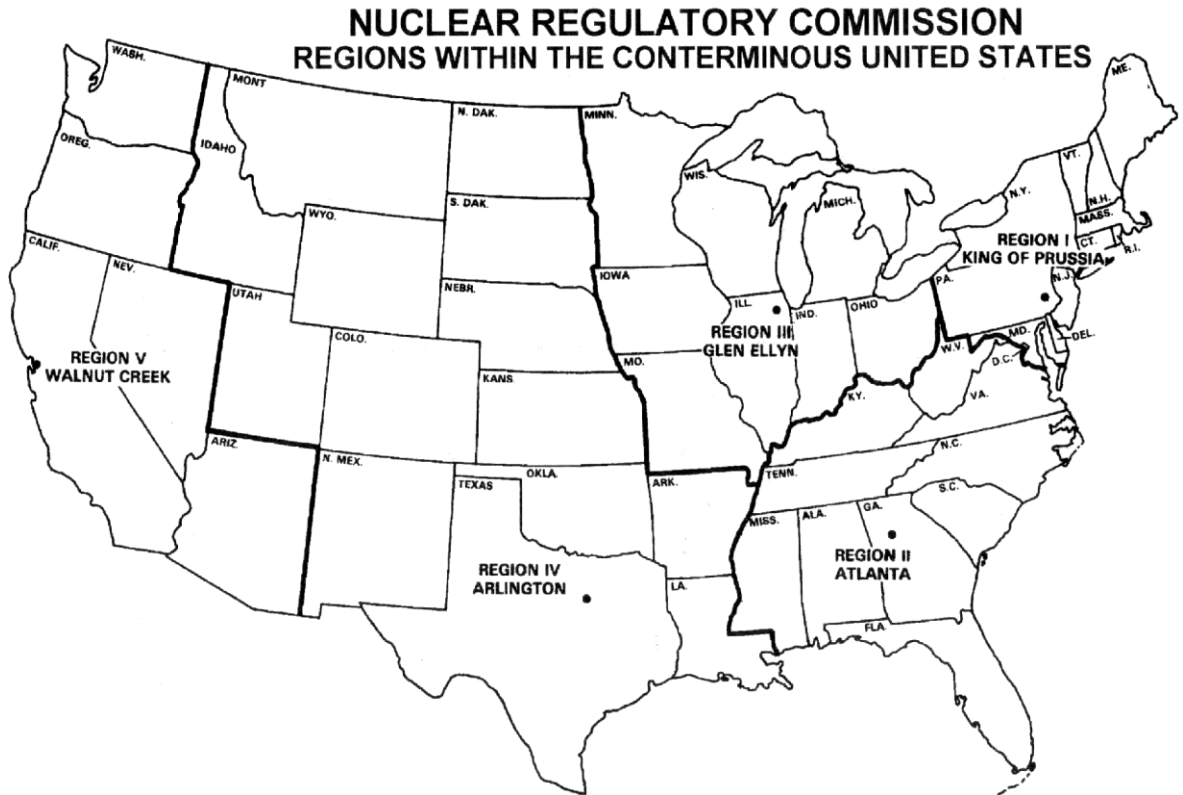 NUCLEAR REGULATORY COMMISSION
REGIONS WITHIN THE CONTERMINOUS UNITED STATES
WASH.
MONT
N. DAK.
MINN.
ME.
OREG.
IDAHO
WIS.
VT.
N.Y.
N.H.
MICH.
S. DAK.
WYO.
MASS.
CALIF.
REGION I
KING OF PRUSSIA
CT.
R.I.
NEV.
IOWA
UTAH
NEBR.
PA.
N.J.
ILL.
IND.
OHIO
COLO.
REGION III
GLEN ELLYN
MD.
DEL.
W.V.
D.C.
REGION V
WALNUT CREEK
MO.
KANS
KY.
VA.
ARIZ.
N. MEX.
OKLA.
TEXAS
ARK.
TENN.
N.C.
S.C.
MISS.
ALA.
GA.
REGION IV
ARLINGTON
REGION II
ATLANTA
LA.
FLA.